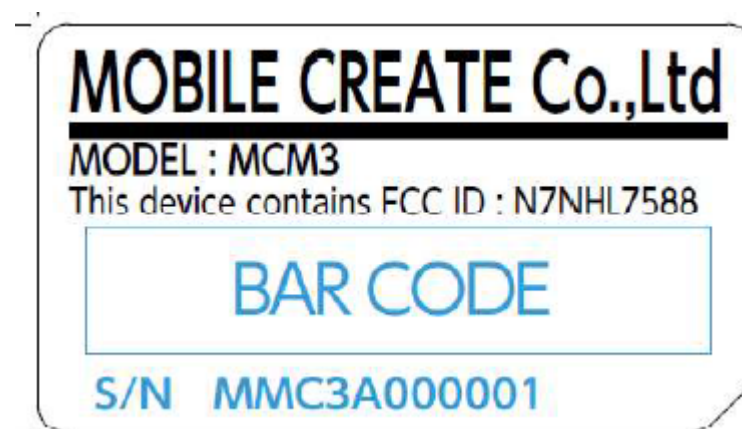 MOBILE CREATE Co.,Ltd
MODEL : MCM3
This device contains FCC ID : N7NHL7588
BAR CODE
S/N MMC3A000001